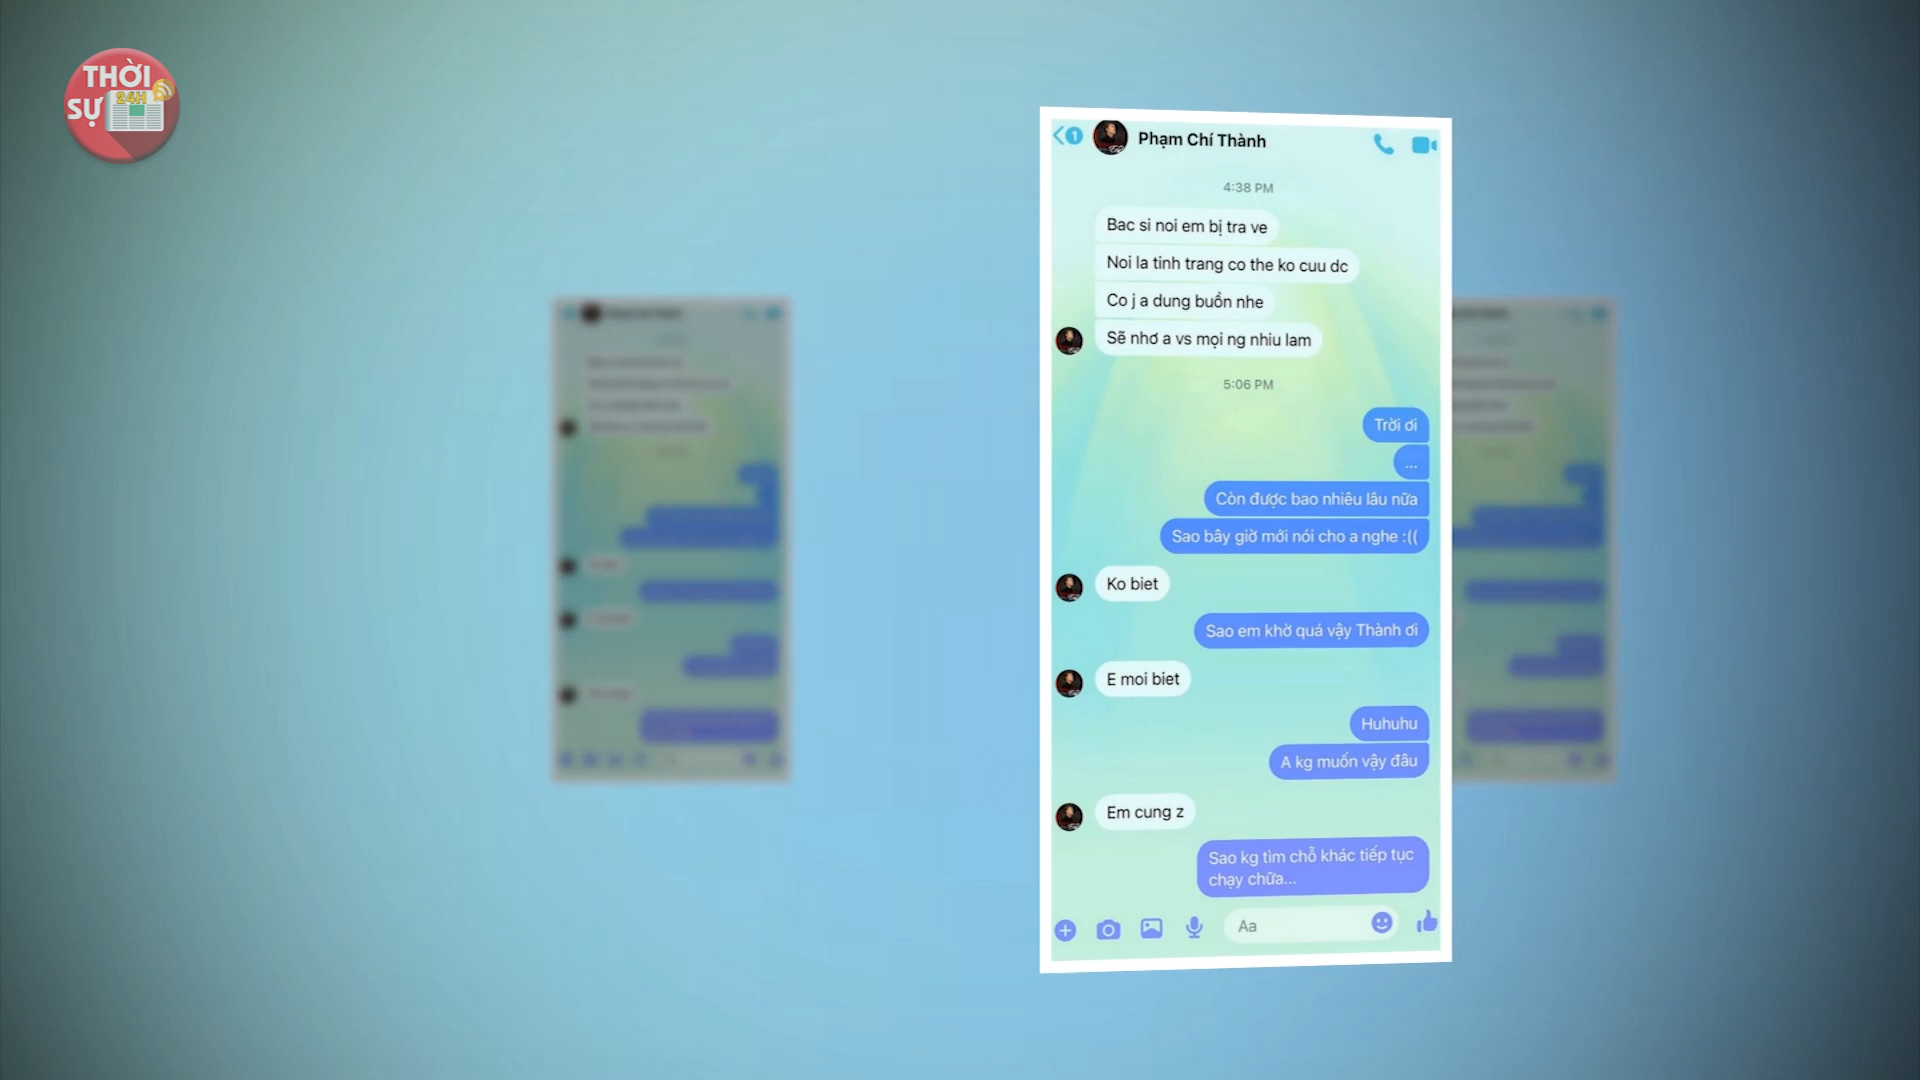 THỜI
SỰ 24H
1 Phạm Chí Thành
4:38 PM
Bac si noi em bị tra ve
Noi la tinh trang co the ko cuu dc
Co j a dung buồn nhe
Sẽ nhơ a vs mọi ng nhiu lam
5:06 PM
Trời ơi
...
Còn được bao nhiêu lâu nữa
Sao bây giờ mới nói cho a nghe :((
Ko biet
Sao em khờ quá vậy Thành ơi
E moi biet
Huhuhu
A kg muốn vậy đâu
Em cung z
Sao kg tìm chỗ khác tiếp tục
chạy chữa...
Aa